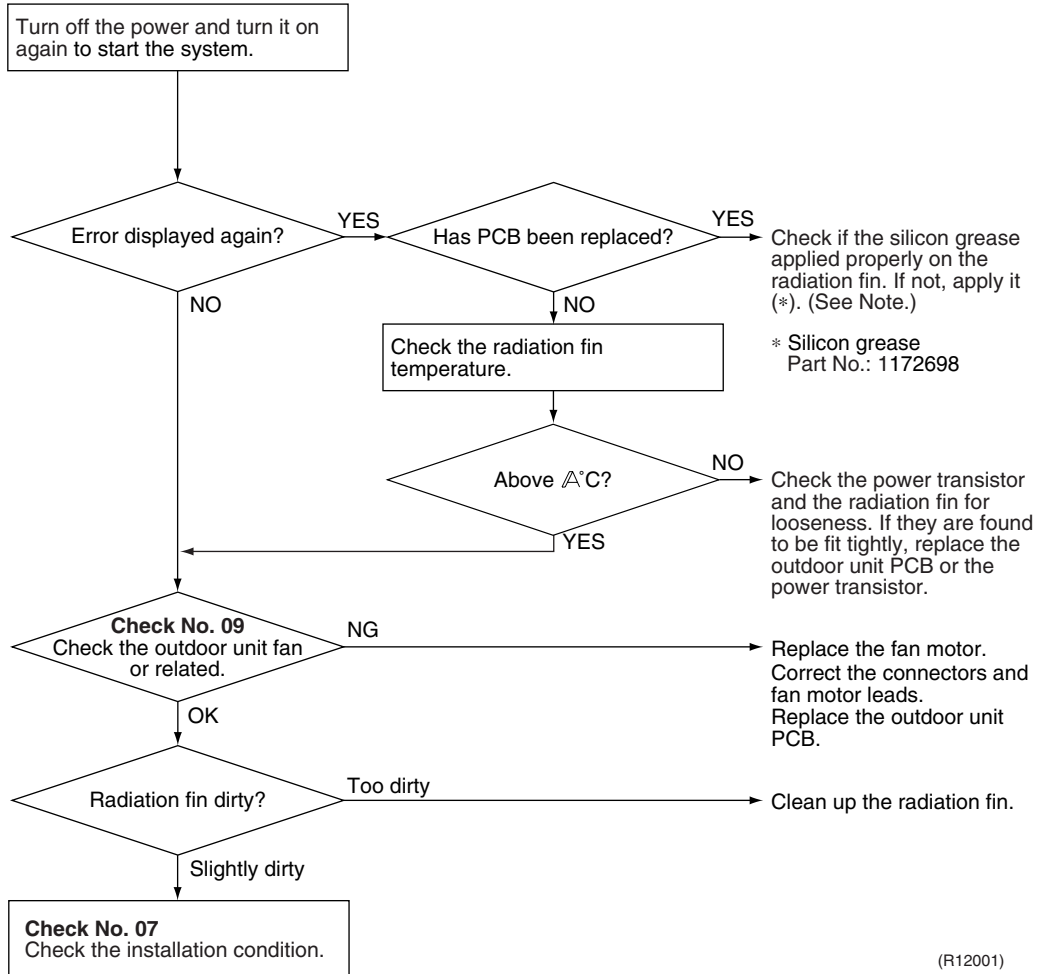 Turn off the power and turn it on
again to start the system.
Error displayed again?
YES
Has PCB been replaced?
YES
Check if the silicon grease
applied properly on the
radiation fin. If not, apply it
(*). (See Note.)
* Silicon grease
Part No.: 1172698
NO
NO
Check the radiation fin
temperature.
Above 𝔸°C?
NO
Check the power transistor
and the radiation fin for
looseness. If they are found
to be fit tightly, replace the
outdoor unit PCB or the
power transistor.
YES
Check No. 09
Check the outdoor unit fan
or related.
NG
Replace the fan motor.
Correct the connectors and
fan motor leads.
Replace the outdoor unit
PCB.
OK
Radiation fin dirty?
Too dirty
Clean up the radiation fin.
Slightly dirty
Check No. 07
Check the installation condition.
(R12001)